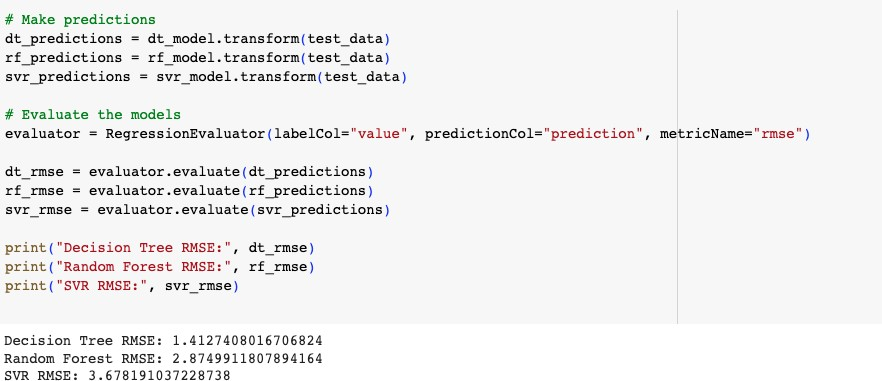 # Make predictions
dt_predictions = dt_model.transform(test_data)
rf_predictions = rf_model.transform(test_data)
svr_predictions = svr_model.transform(test_data)
# Evaluate the models
evaluator = RegressionEvaluator(labelCol="value", predictionCol="prediction", metricName="rmse")
dt_rmse = evaluator.evaluate(dt_predictions)
rf_rmse = evaluator.evaluate(rf_predictions)
svr_rmse = evaluator.evaluate(svr_predictions)
print("Decision Tree RMSE:", dt_rmse)
print("Random Forest RMSE:", rf_rmse)
print("SVR RMSE:", svr_rmse)
Decision Tree RMSE: 1.4127408016706824
Random Forest RMSE: 2.8749911807894164
SVR RMSE: 3.678191037228738